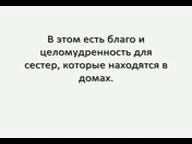 В этом есть благо и
целомудренность для
сестер, которые находятся в
домах.